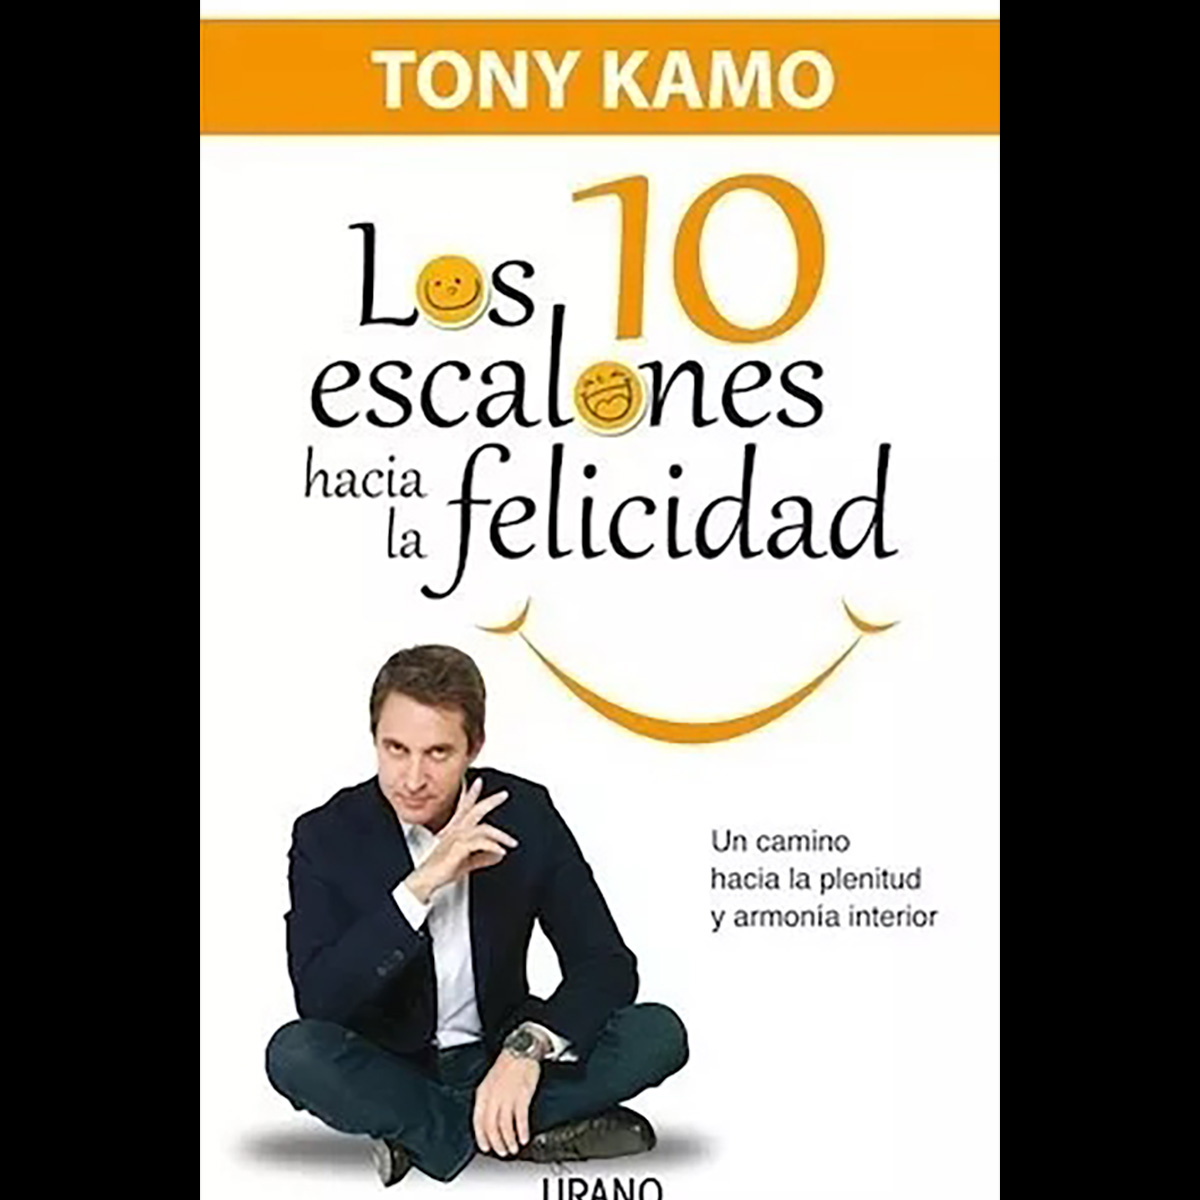 TONY KAMO
Los 10
escalones
hacia
la felicidad
Un camino
hacia la plenitud
y armonía interior
URANO